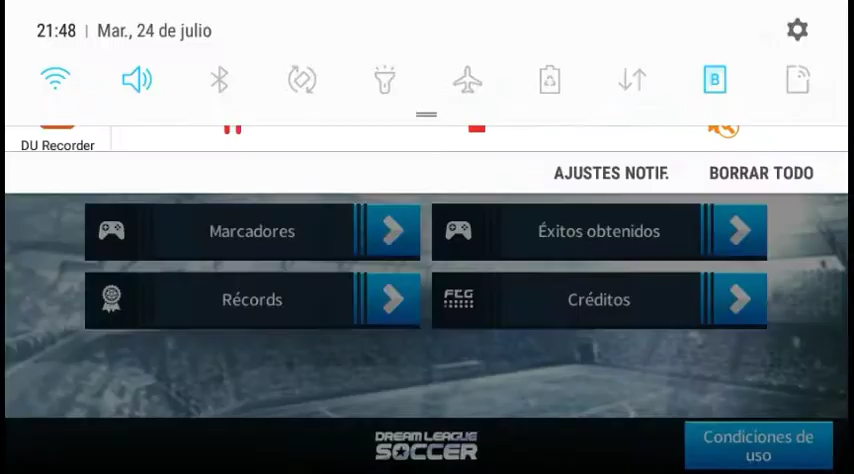 21:48 | Mar., 24 de julio
B
DU Recorder
AJUSTES NOTIF. BORRAR TODO
Marcadores
Éxitos obtenidos
Récords
FTG
Créditos
DREAM LEAGUE
SOCCER
Condiciones de
uso